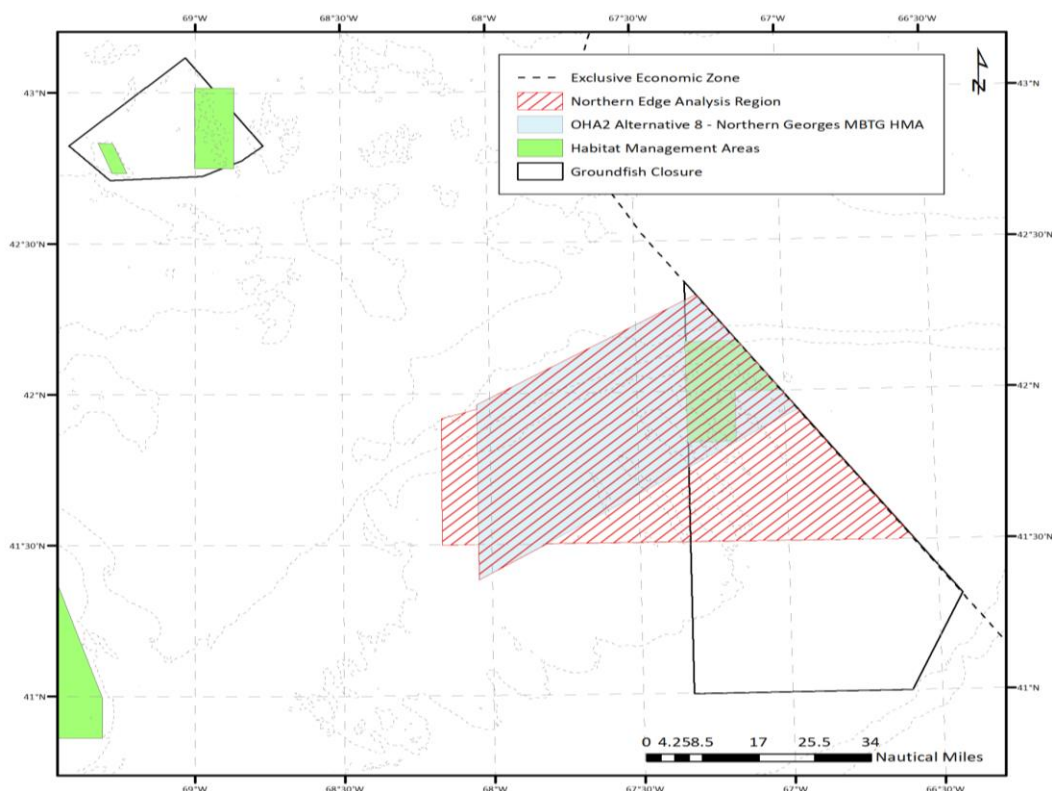 69°W 68°30'W 68°W 67°30'W 67°W 66°30'W
Exclusive Economic Zone
Northern Edge Analysis Region
OHA2 Alternative 8 - Northern Georges MBTG HMA
Habitat Management Areas
Groundfish Closure
N
43°N 43°N
42°30'N 42°30'N
42°N 42°N
41°30'N 41°30'N
41°N 41°N
0 4.258.5 17 25.5 34
Nautical Miles
69°W 68°30'W 68°W 67°30'W 67°W 66°30'W